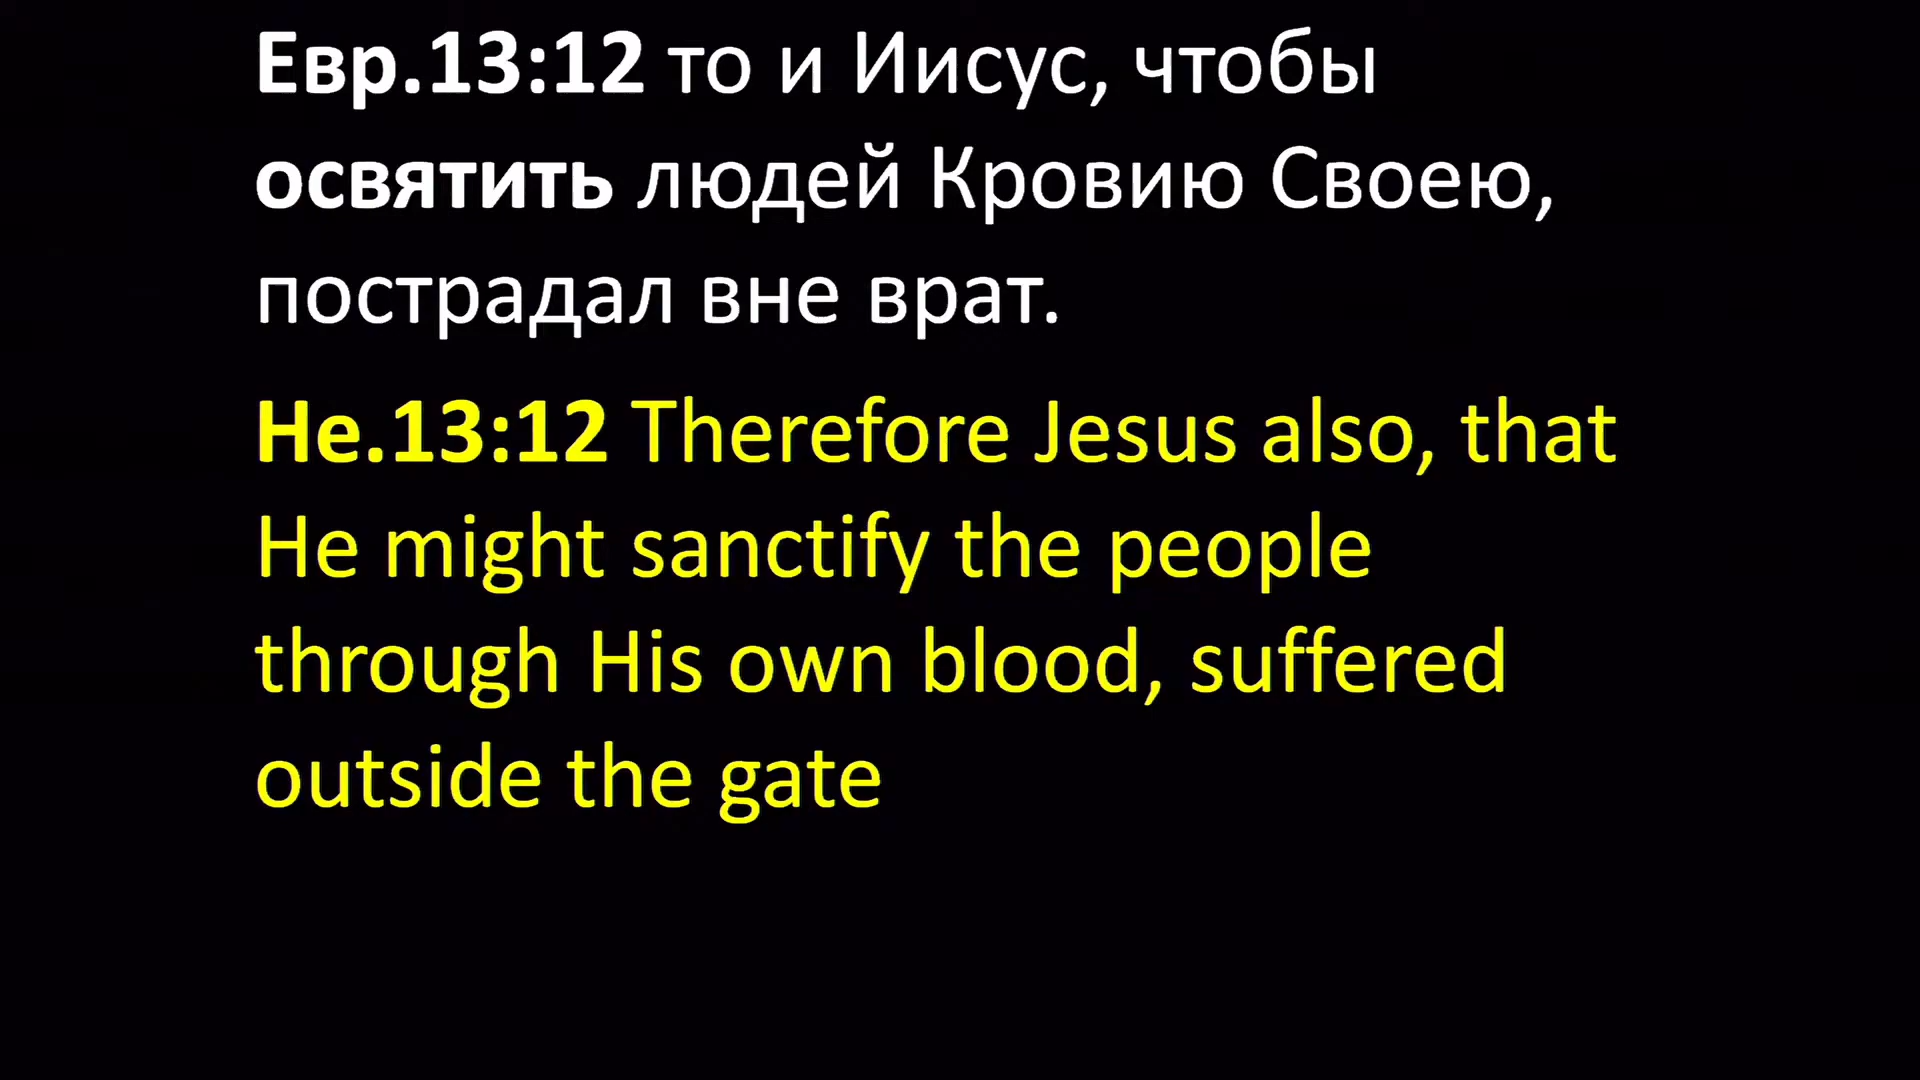 Евр.13:12 то и Иисус, чтобы
освятить людей Кровию Своею,
пострадал вне врат.
He.13:12 Therefore Jesus also, that
He might sanctify the people
through His own blood, suffered
outside the gate